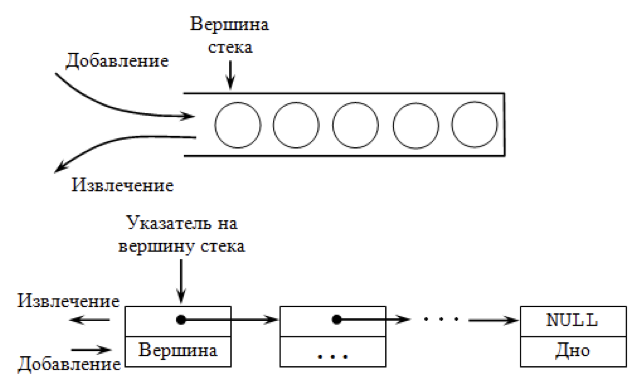 Вершина
стека
Добавление
Извлечение
Указатель на
вершину стека
Извлечение
Добавление
Вершина
...
...
NULL
Дно